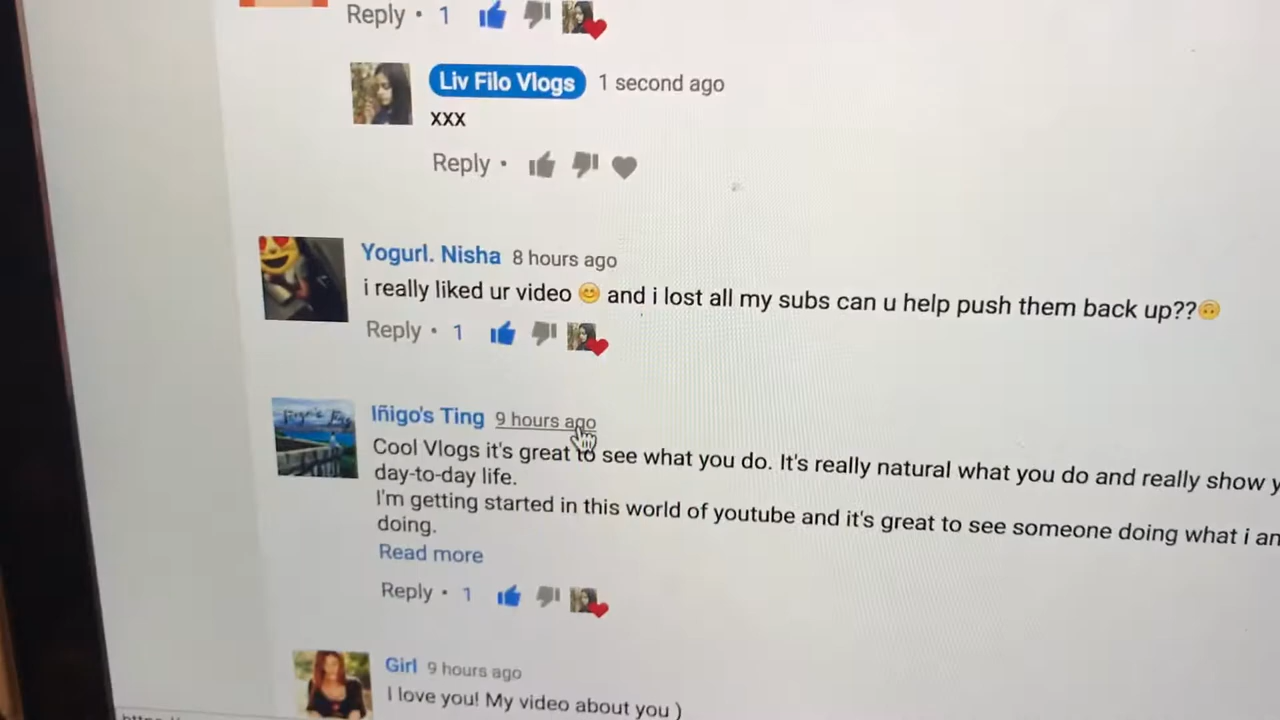 Reply • 1
Liv Filo Vlogs 1 second ago
xxx
Reply •
Yogurl. Nisha 8 hours ago
i really liked ur video 😊 and i lost all my subs can u help push them back up??🙃
Reply • 1
Iñigo's Ting 9 hours ago
Cool Vlogs it's great to see what you do. It's really natural what you do and really show
day-to-day life.
I'm getting started in this world of youtube and it's great to see someone doing what i
doing.
Read more
Reply • 1
Girl 9 hours ago
I love you! My video about you )